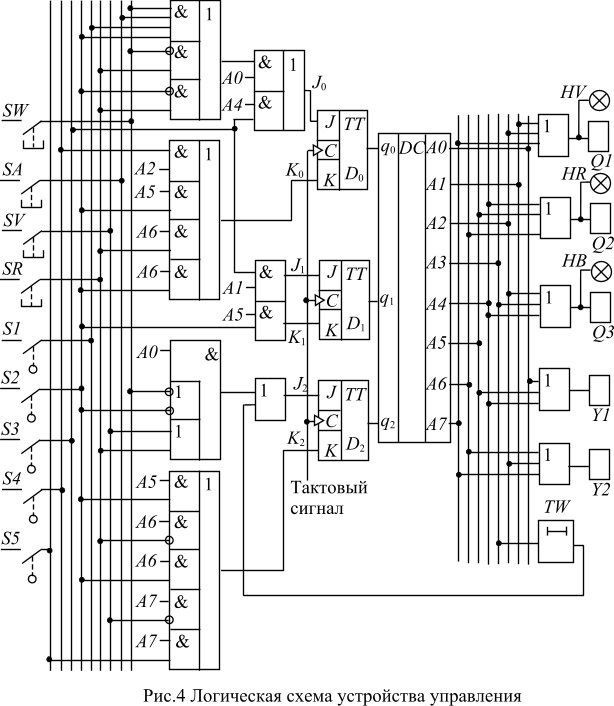 & 1
&
&
& 1
A0
A4 &
J₀
HV
SW
J TT
C
K D₀
1
Q1
& 1
SA
A2
A5 &
A6 &
A6 &
K₀
q₀ DC A0
A1
HR
1
Q2
SV
A2
A3
SR
& J₁
A1
A5 &
K₁
J TT
C
K D₁
q₁
A4
HB
1
Q3
S1
A0 &
1
1
A5
S2
1 J₂
K₂
J TT
C
K D₂
q₂
A6
A7
1
Y1
S3
S4
A5 & 1
A6 &
A6 &
A7 &
A7 &
Тактовый
сигнал
1
Y2
S5
TW
Рис.4 Логическая схема устройства управления